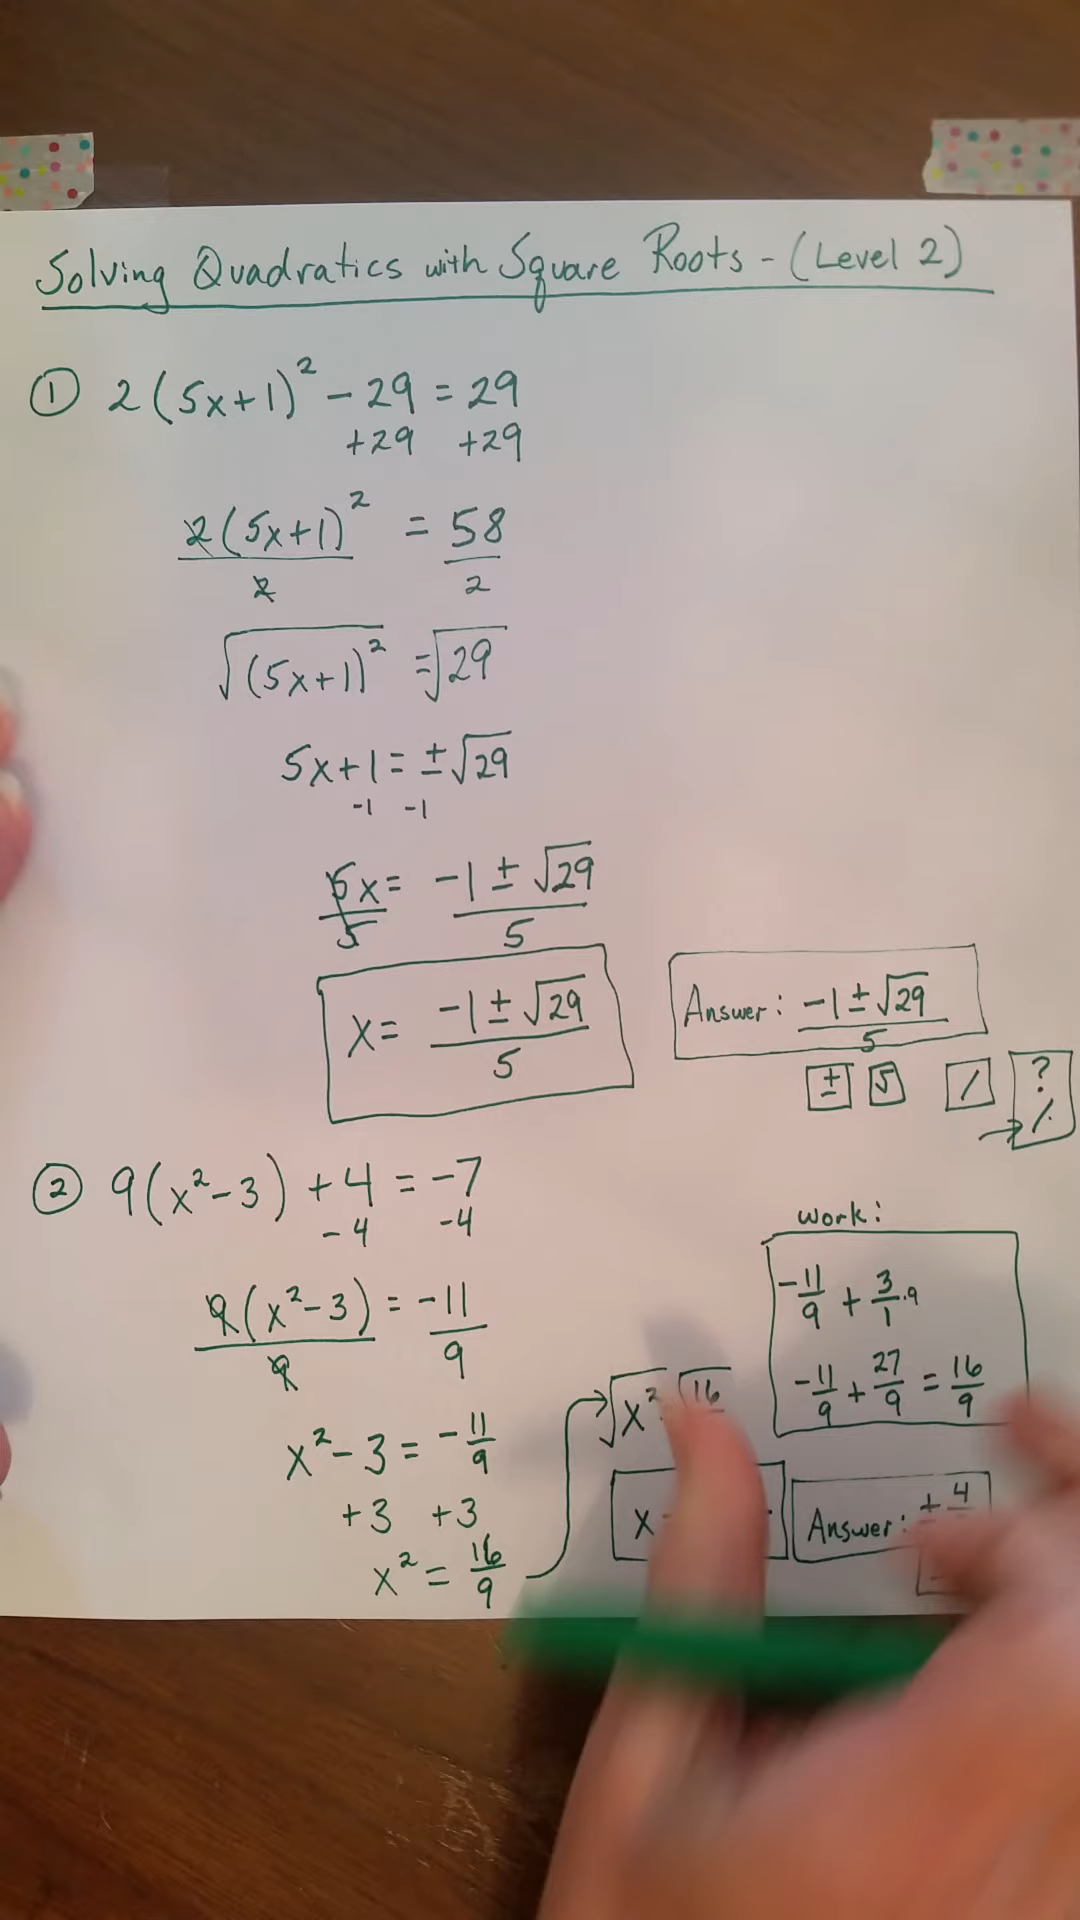 Solving Quadratics with Square Roots - (Level 2)
① 2(5x+1)² - 29 = 29
+29 +29
2(5x+1)² = 58
2 2
√(5x+1)² = √29
5x+1 = ±√29
-1 -1
5x = -1 ± √29
5 5
x = -1 ± √29
5
Answer: -1 ± √29
5
± √ / ?
/.
② 9(x²-3) + 4 = -7
-4 -4
9(x²-3) = -11
9 9
x² - 3 = -11/9
+3 +3
x² = 16/9
√x² √16
x
work:
-11/9 + 3/1 ·9
-11/9 + 27/9 = 16/9
Answer: ± 4